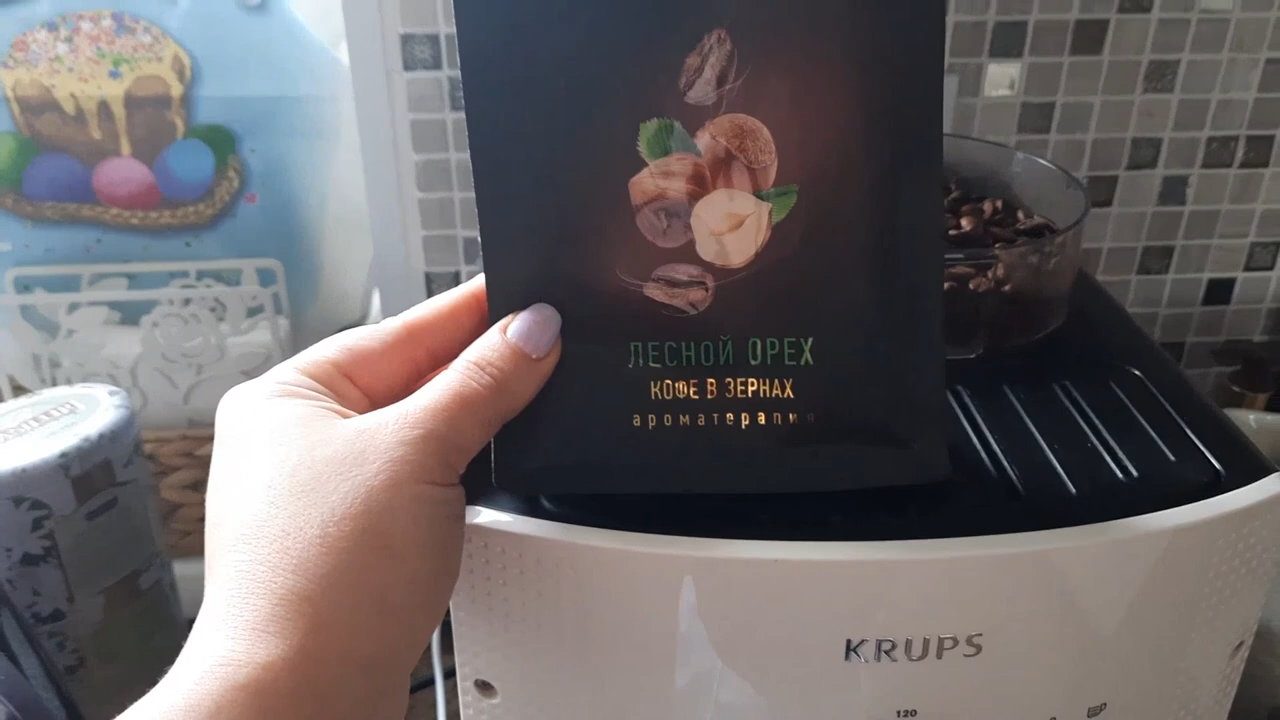 ЛЕСНОЙ ОРЕХ
КОФЕ В ЗЕРНАХ
ароматерапия
KRUPS
120